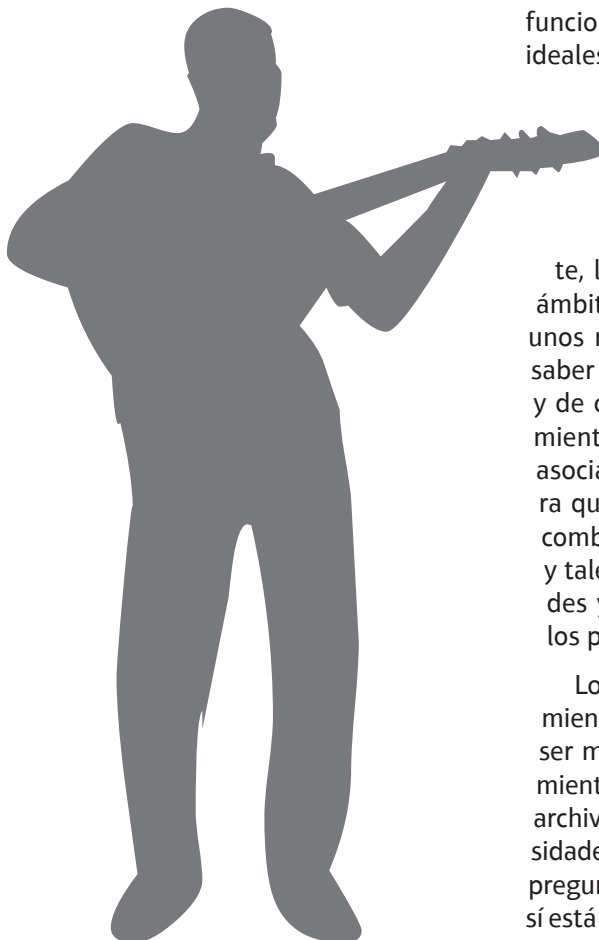 funcio
ideales
te, l
ámbit
unos
saber
y de
mient
asocia
ra qu
comb
y tale
des y
los p
Lo
mien
ser m
mient
archiv
sidade
pregun
sí está